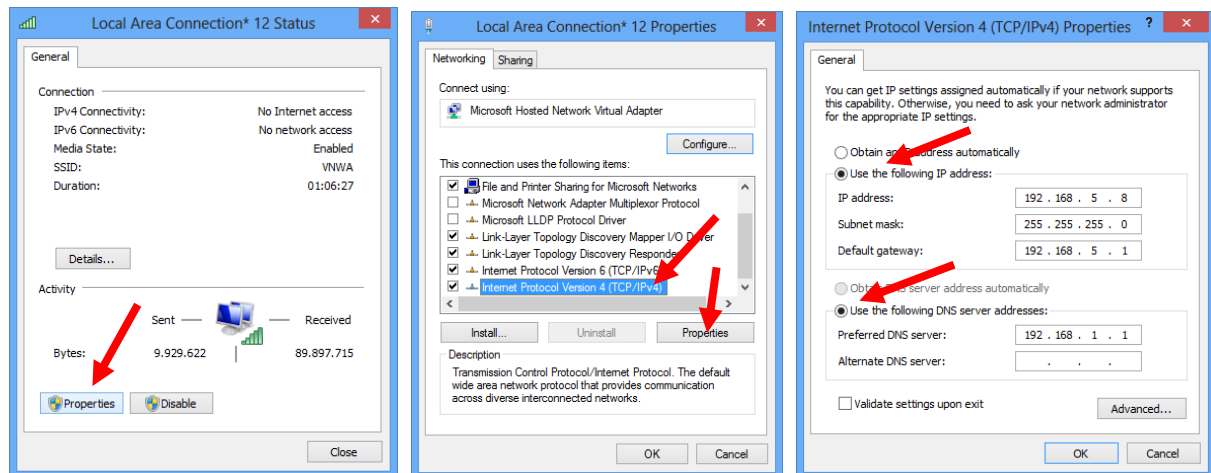 Local Area Connection* 12 Status
General
Connection
IPv4 Connectivity: No Internet access
IPv6 Connectivity: No network access
Media State: Enabled
SSID: VNWA
Duration: 01:06:27
Details...
Activity
Sent Received
Bytes: 9.929.622 89.897.715
Properties Disable
Close
Local Area Connection* 12 Properties
Networking Sharing
Connect using:
Microsoft Hosted Network Virtual Adapter
Configure...
This connection uses the following items:
File and Printer Sharing for Microsoft Networks
Microsoft Network Adapter Multiplexor Protocol
Microsoft LLDP Protocol Driver
Link-Layer Topology Discovery Mapper I/O Driver
Link-Layer Topology Discovery Responder
Internet Protocol Version 6 (TCP/IPv6)
Internet Protocol Version 4 (TCP/IPv4)
Install... Uninstall Properties
Description
Transmission Control Protocol/Internet Protocol. The default
wide area network protocol that provides communication
across diverse interconnected networks.
OK Cancel
Internet Protocol Version 4 (TCP/IPv4) Properties ?
General
You can get IP settings assigned automatically if your network supports
this capability. Otherwise, you need to ask your network administrator
for the appropriate IP settings.
Obtain an IP address automatically
Use the following IP address:
IP address: 192 . 168 . 5 . 8
Subnet mask: 255 . 255 . 255 . 0
Default gateway: 192 . 168 . 5 . 1
Obtain DNS server address automatically
Use the following DNS server addresses:
Preferred DNS server: 192 . 168 . 1 . 1
Alternate DNS server: . . .
Validate settings upon exit
Advanced...
OK Cancel